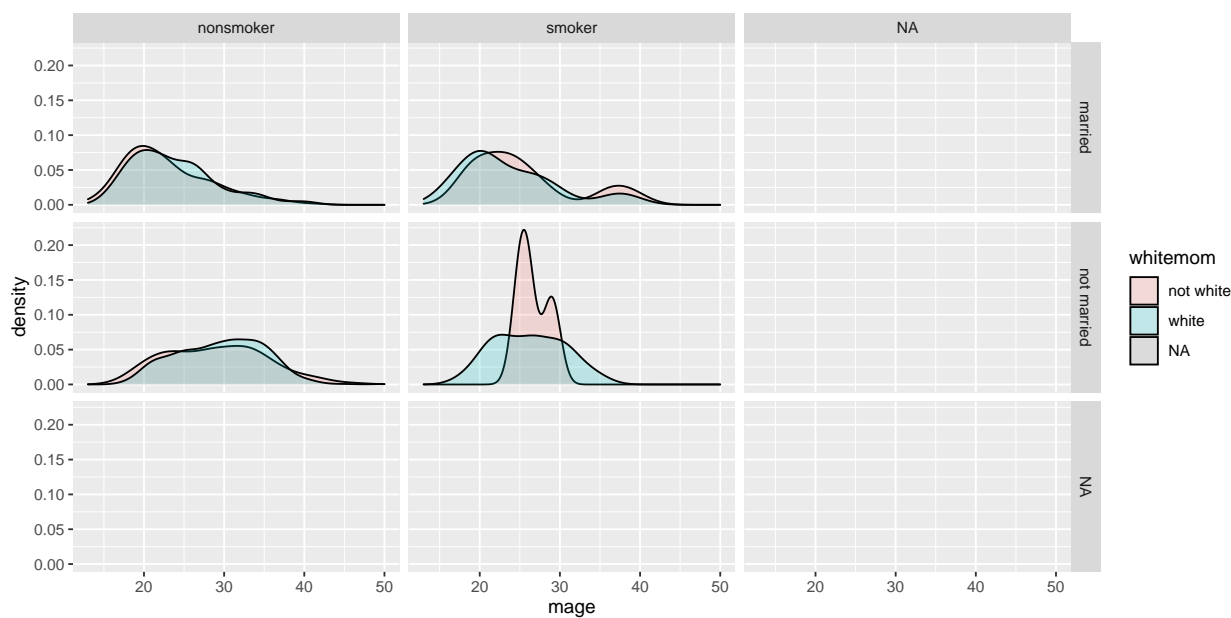 nonsmoker smoker NA
0.20
0.15
0.10
0.05
0.00
married
0.20
0.15
0.10
0.05
0.00
not married
0.20
0.15
0.10
0.05
0.00
NA
density
20 30 40 50 20 30 40 50 20 30 40 50
mage
whitemom
not white
white
NA